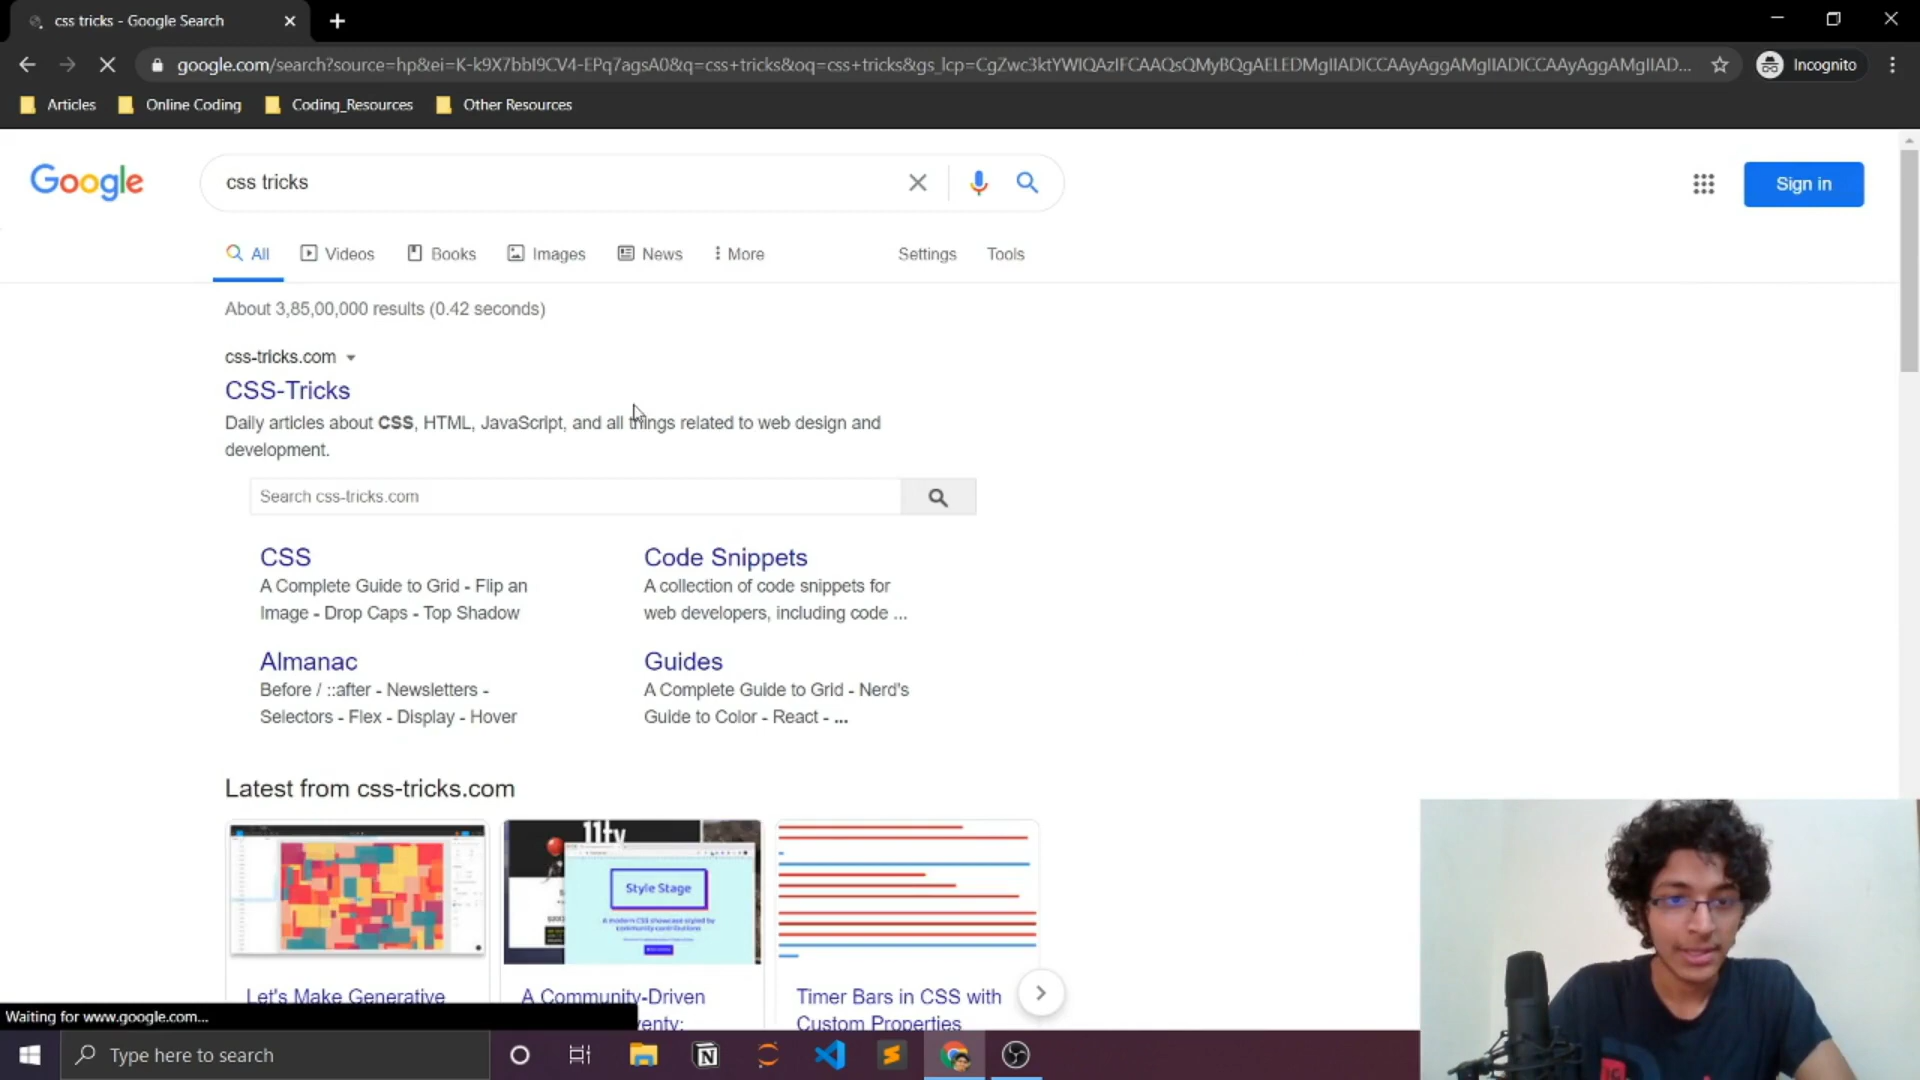 css tricks - Google Search
google.com/search?source=hp&ei=K-k9X7bbI9CV4-EPq7agsA0&q=css+tricks&oq=css+tricks&gs_lcp=CgZwc3ktYWIQAzIFCAAQsQMyBQgAELEDMgIIADICCAAyAggAMgIIADICCAAyAggAMgIIAD...
Incognito
Articles
Online Coding
Coding_Resources
Other Resources
Google
css tricks
Sign in
All
Videos
Books
Images
News
More
Settings
Tools
About 3,85,00,000 results (0.42 seconds)
css-tricks.com
CSS-Tricks
Daily articles about CSS, HTML, JavaScript, and all things related to web design and
development.
Search css-tricks.com
CSS
A Complete Guide to Grid - Flip an
Image - Drop Caps - Top Shadow
Code Snippets
A collection of code snippets for
web developers, including code ...
Almanac
Before / ::after - Newsletters -
Selectors - Flex - Display - Hover
Guides
A Complete Guide to Grid - Nerd's
Guide to Color - React - ...
Latest from css-tricks.com
11ty
Style Stage
A modern CSS showcase styled by
community contributions
Let's Make Generative
A Community-Driven
Timer Bars in CSS with
Custom Properties
Waiting for www.google.com...
Type here to search